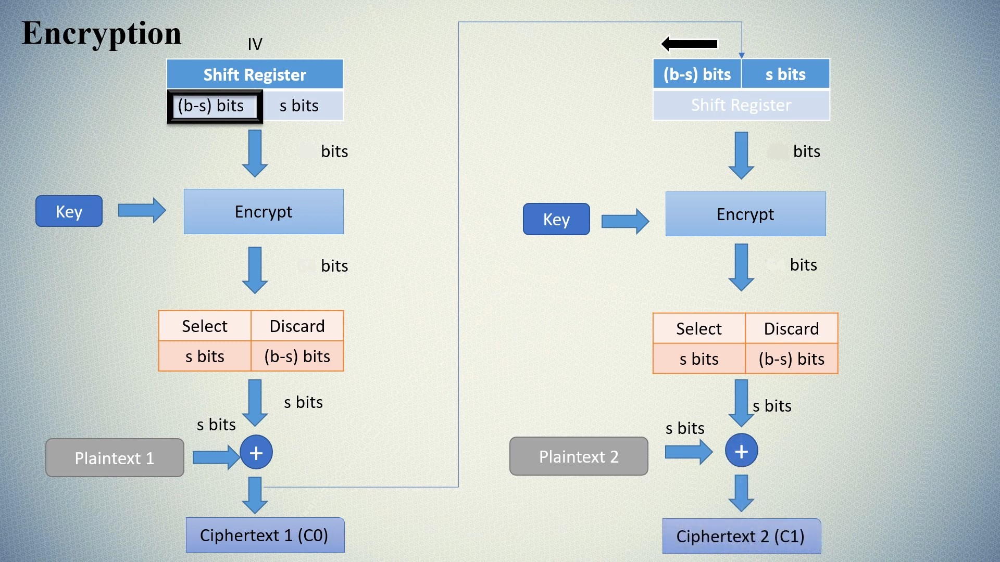 Encryption
IV
Shift Register
(b-s) bits s bits
bits
Key
Encrypt
bits
Select Discard
s bits (b-s) bits
s bits
s bits
Plaintext 1
+
Ciphertext 1 (C0)
(b-s) bits s bits
Shift Register
bits
Key
Encrypt
bits
Select Discard
s bits (b-s) bits
s bits
s bits
Plaintext 2
+
Ciphertext 2 (C1)